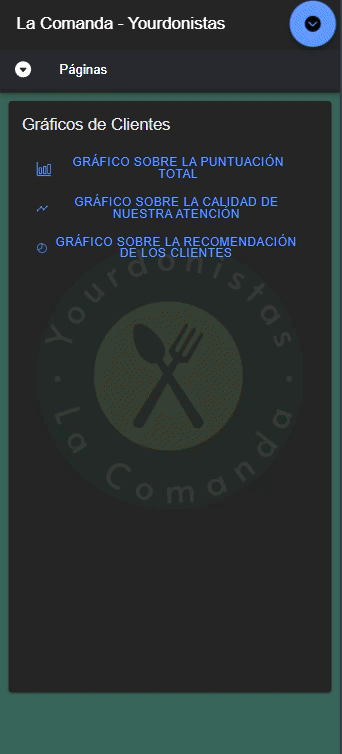 La Comanda - Yourdonistas
Páginas
Gráficos de Clientes
GRÁFICO SOBRE LA PUNTUACIÓN
TOTAL
GRÁFICO SOBRE LA CALIDAD DE
NUESTRA ATENCIÓN
GRÁFICO SOBRE LA RECOMENDACIÓN
DE LOS CLIENTES
Yourdonistas
La Comanda